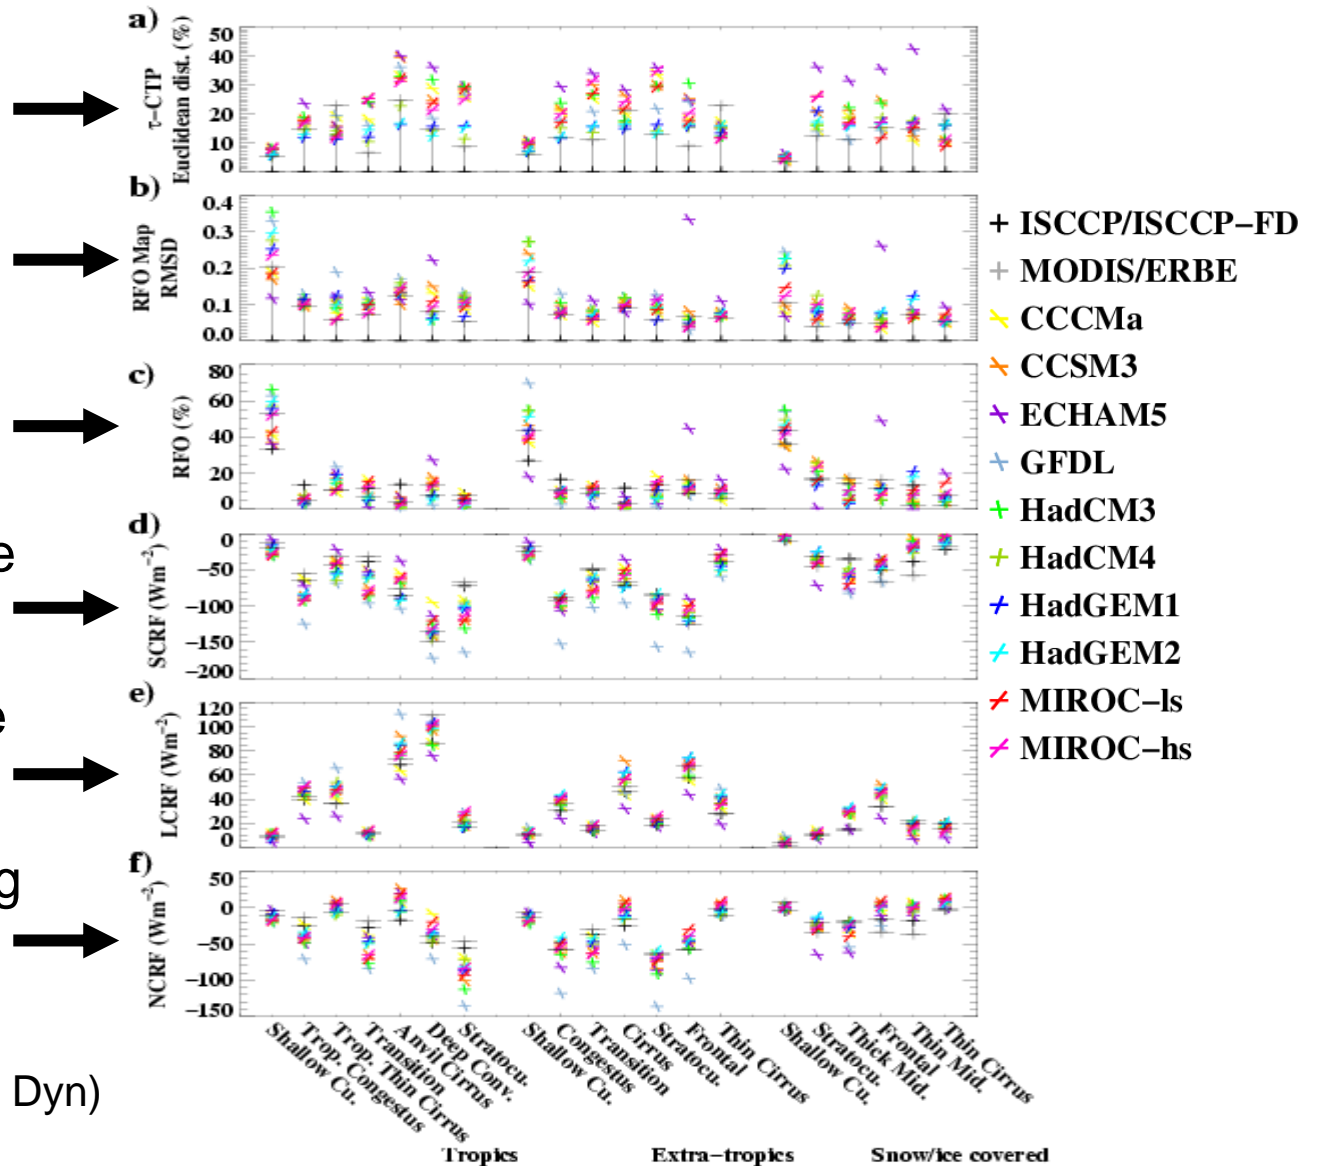 a)
τ−CTP
Euclidean dist. (%)
50
40
30
20
10
0
b)
RFO Map
RMSD
0.4
0.3
0.2
0.1
0.0
c)
RFO (%)
80
60
40
20
0
e
d)
SCRF (Wm−2)
0
−50
−100
−150
−200
e
e)
LCRF (Wm−2)
120
100
80
60
40
20
0
g
f)
NCRF (Wm−2)
50
0
−50
−100
−150
ISCCP/ISCCP−FD
MODIS/ERBE
CCCMa
CCSM3
ECHAM5
GFDL
HadCM3
HadCM4
HadGEM1
HadGEM2
MIROC−ls
MIROC−hs
Shallow Cu.
Trop. Congestus
Trop. Thin Cirrus
Transition
Anvil Cirrus
Deep Conv.
Stratocu.
Shallow Cu.
Congestus
Transition
Cirrus
Stratocu.
Frontal
Thin Cirrus
Shallow Cu.
Stratocu.
Thick Mid.
Frontal
Thin Mid.
Thin Cirrus
Dyn)
Tropics
Extra−tropics
Snow/ice covered